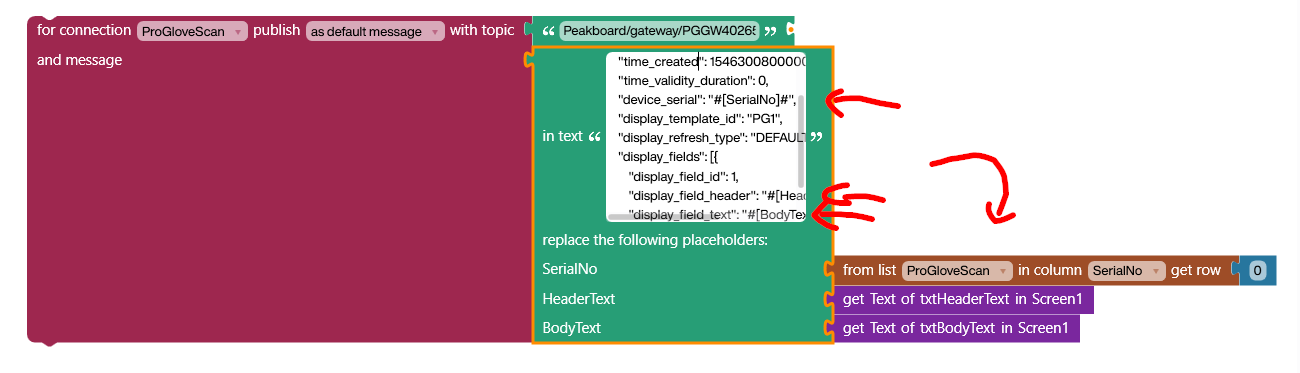 for connection ProGloveScan publish as default message with topic “ Peakboard/gateway/PGGW40265 ”
and message
"time_created": 1546300800000
"time_validity_duration": 0,
"device_serial": "#[SerialNo]#",
"display_template_id": "PG1",
"display_refresh_type": "DEFAULT
in text “ ”
"display_fields": [{
"display_field_id": 1,
"display_field_header": "#[Head
"display_field_text": "#[BodyTex
replace the following placeholders:
SerialNo from list ProGloveScan in column SerialNo get row 0
HeaderText get Text of txtHeaderText in Screen1
BodyText get Text of txtBodyText in Screen1